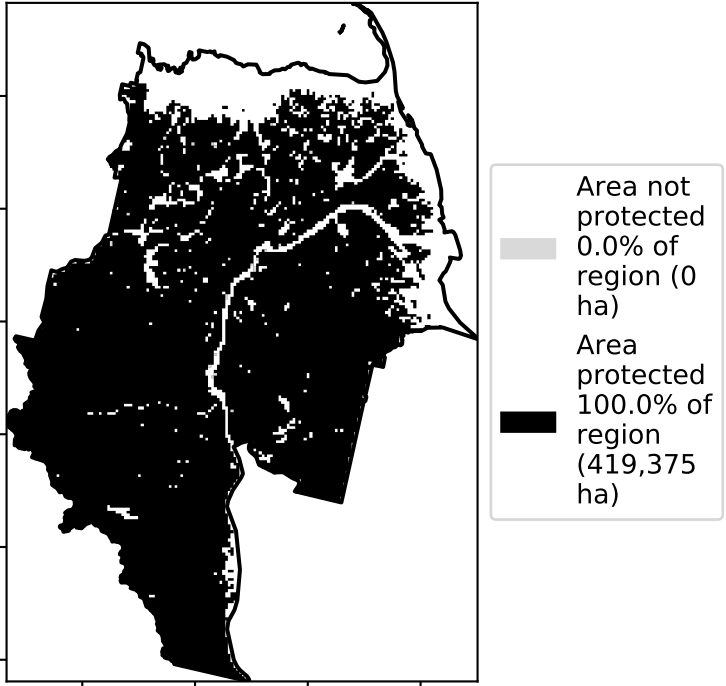 Area not
protected
0.0% of
region (0
ha)
Area
protected
100.0% of
region
(419,375
ha)